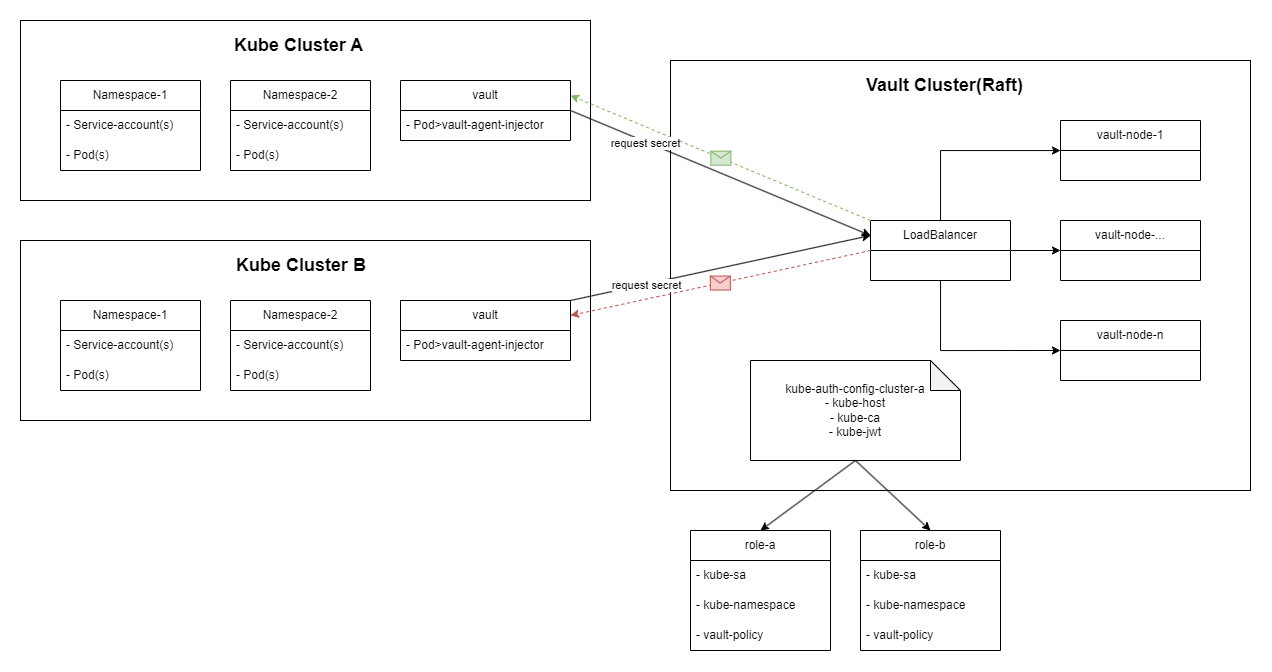 Kube Cluster A
Namespace-1
- Service-account(s)
- Pod(s)
Namespace-2
- Service-account(s)
- Pod(s)
vault
- Pod>vault-agent-injector
request secret
Kube Cluster B
Namespace-1
- Service-account(s)
- Pod(s)
Namespace-2
- Service-account(s)
- Pod(s)
vault
- Pod>vault-agent-injector
request secret
Vault Cluster(Raft)
LoadBalancer
vault-node-1
vault-node-...
vault-node-n
kube-auth-config-cluster-a
- kube-host
- kube-ca
- kube-jwt
role-a
- kube-sa
- kube-namespace
- vault-policy
role-b
- kube-sa
- kube-namespace
- vault-policy